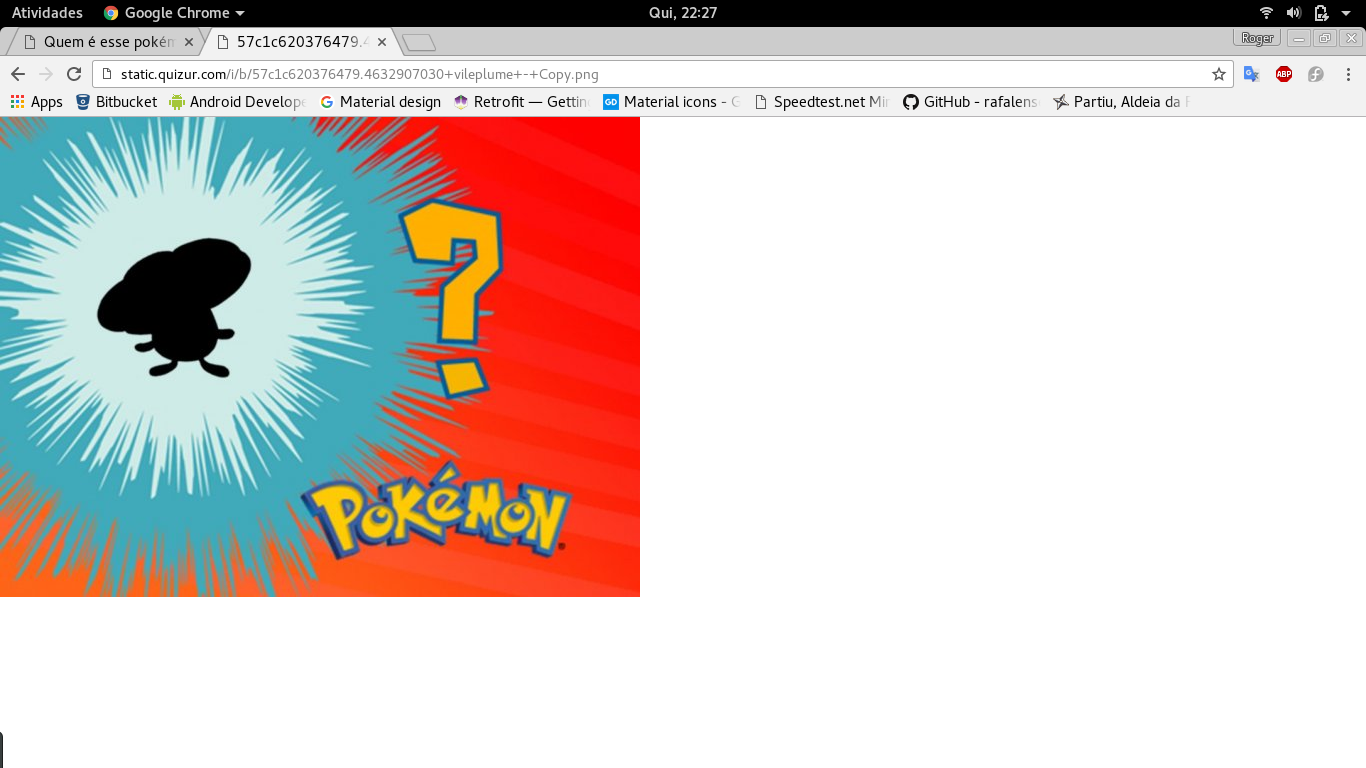 Atividades Google Chrome Qui, 22:27
Quem é esse pokém 57c1c620376479.4 Roger
static.quizur.com/i/b/57c1c620376479.4632907030+vileplume+-+Copy.png ABP
Apps Bitbucket Android Develope Material design Retrofit — Gettin GD Material icons - G Speedtest.net Mir GitHub - rafalens Partiu, Aldeia da F
?
POKéMON